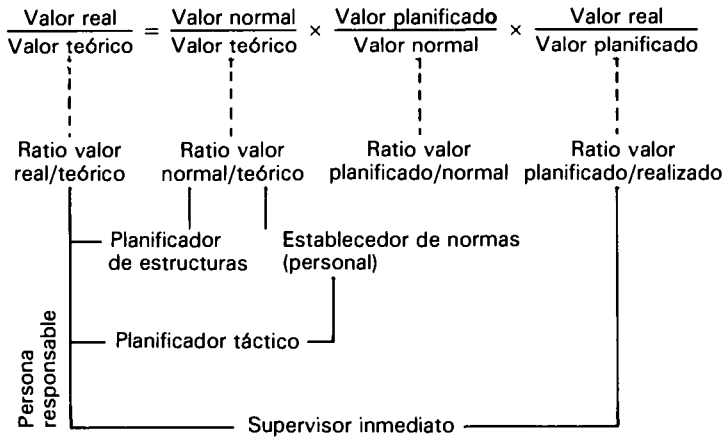 Valor real / Valor teórico = Valor normal / Valor teórico × Valor planificado / Valor normal × Valor real / Valor planificado
Ratio valor real/teórico
Ratio valor normal/teórico
Ratio valor planificado/normal
Ratio valor planificado/realizado
Planificador de estructuras
Establecedor de normas (personal)
Planificador táctico
Supervisor inmediato
Persona responsable